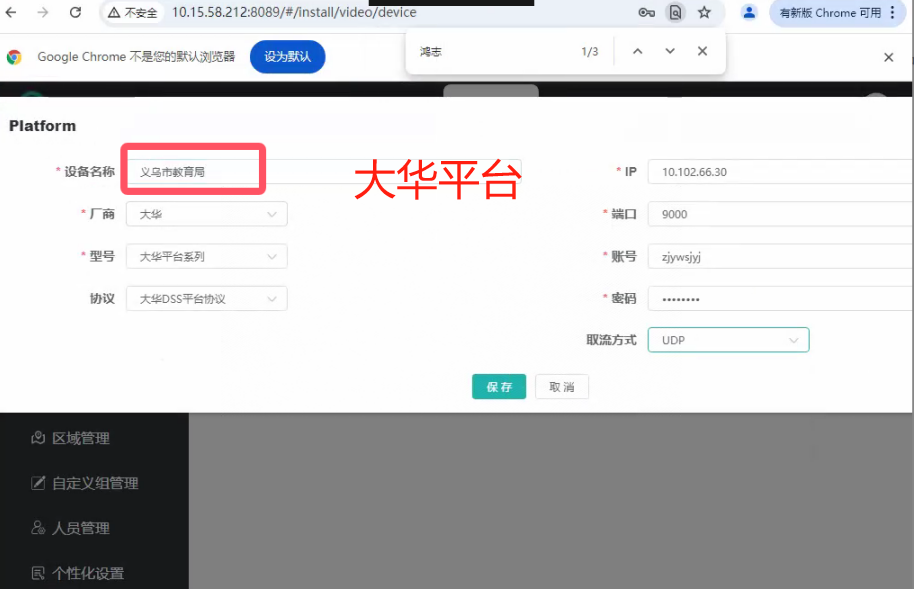 不安全 10.15.58.212:8089/#/install/video/device 有新版 Chrome 可用
Google Chrome 不是您的默认浏览器 设为默认
鸿志 1/3
Platform
* 设备名称 义乌市教育局
大华平台
* IP 10.102.66.30
* 厂商 大华
* 端口 9000
* 型号 大华平台系列
* 账号 zjywsjyj
协议 大华DSS平台协议
* 密码 ••••••••
取流方式 UDP
保存 取消
区域管理
自定义组管理
人员管理
个性化设置